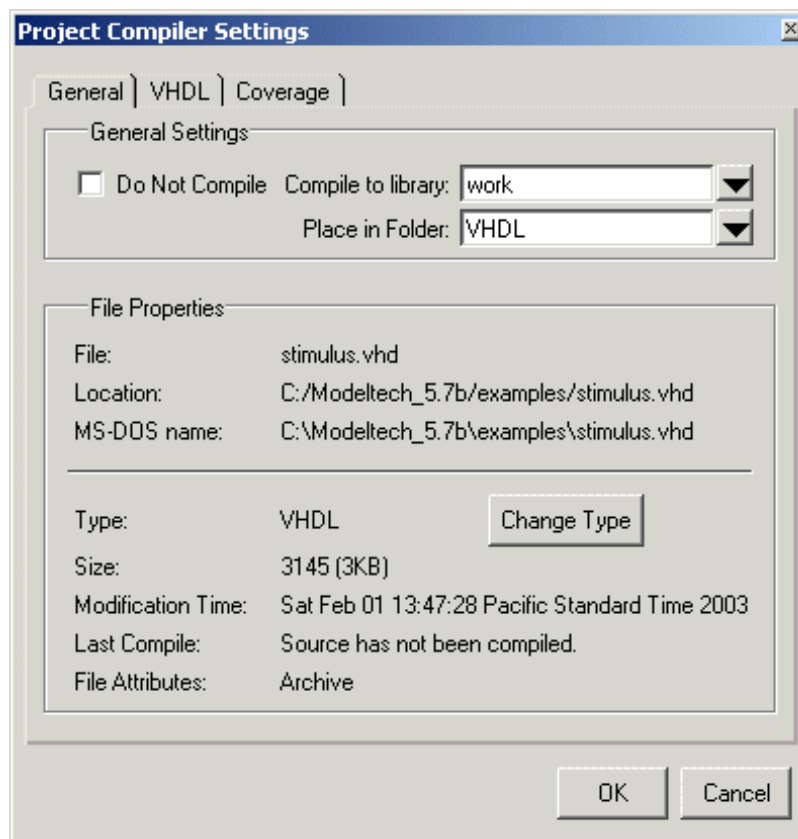 Project Compiler Settings
General VHDL Coverage
General Settings
Do Not Compile Compile to library: work
Place in Folder: VHDL
File Properties
File: stimulus.vhd
Location: C:/Modeltech_5.7b/examples/stimulus.vhd
MS-DOS name: C:\Modeltech_5.7b\examples\stimulus.vhd
Type: VHDL Change Type
Size: 3145 (3KB)
Modification Time: Sat Feb 01 13:47:28 Pacific Standard Time 2003
Last Compile: Source has not been compiled.
File Attributes: Archive
OK Cancel